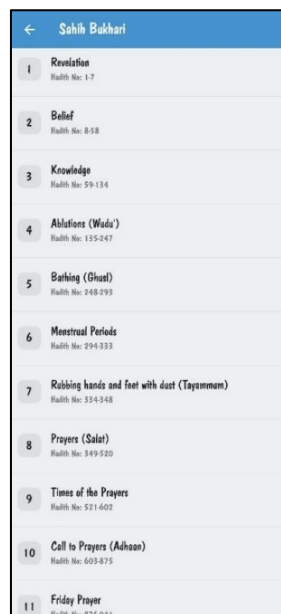 ← Sahih Bukhari
1 Revelation
Hadith No: 1-7
2 Belief
Hadith No: 8-58
3 Knowledge
Hadith No: 59-134
4 Ablutions (Wudu')
Hadith No: 135-247
5 Bathing (Ghusl)
Hadith No: 248-293
6 Menstrual Periods
Hadith No: 294-333
7 Rubbing hands and feet with dust (Tayammum)
Hadith No: 334-348
8 Prayers (Salat)
Hadith No: 349-520
9 Times of the Prayers
Hadith No: 521-602
10 Call to Prayers (Adhaan)
Hadith No: 603-875
11 Friday Prayer